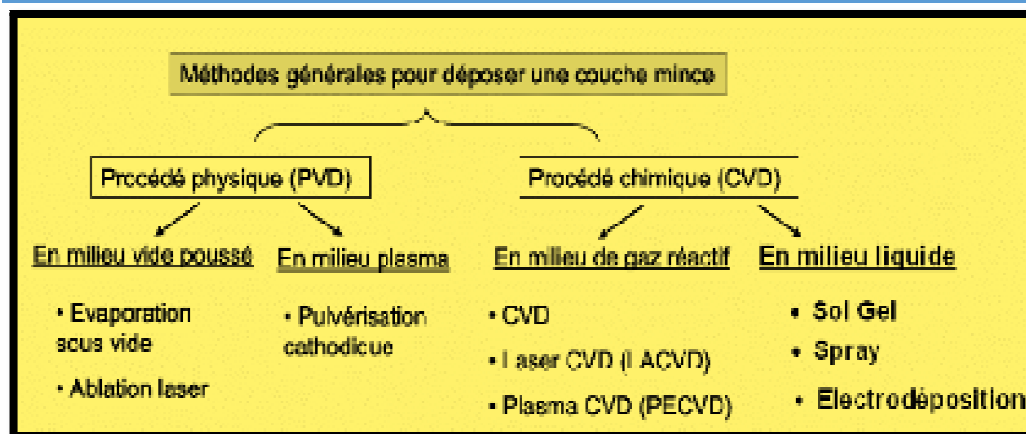 Méthodes générales pour déposer une couche mince
Procédé physique (PVD)
Procédé chimique (CVD)
En milieu vide poussé
• Evaporation
sous vide
• Ablation laser
En milieu plasma
• Pulvérisation
cathodique
En milieu de gaz réactif
• CVD
• Laser CVD (LACVD)
• Plasma CVD (PECVD)
En milieu liquide
• Sol Gel
• Spray
• Electrodéposition